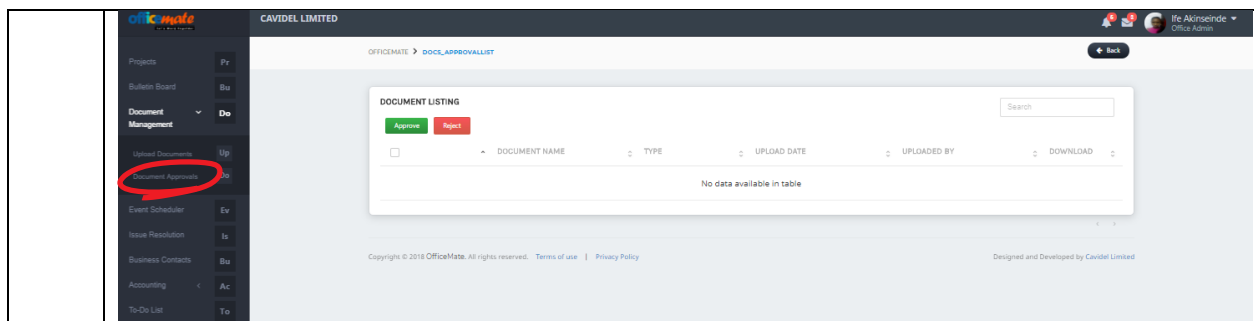 officemate
CAVIDEL LIMITED
Ife Akinseinde
Office Admin
OFFICEMATE > DOCS_APPROVALLIST
Back
Projects Pr
Bulletin Board Bu
Document Management Do
Upload Documents Up
Document Approvals Do
Event Scheduler Ev
Issue Resolution Is
Business Contacts Bu
Accounting Ac
To-Do List To
DOCUMENT LISTING
Search
Approve Reject
DOCUMENT NAME TYPE UPLOAD DATE UPLOADED BY DOWNLOAD
No data available in table
Copyright © 2018 OfficeMate. All rights reserved. Terms of use | Privacy Policy
Designed and Developed by Cavidel Limited